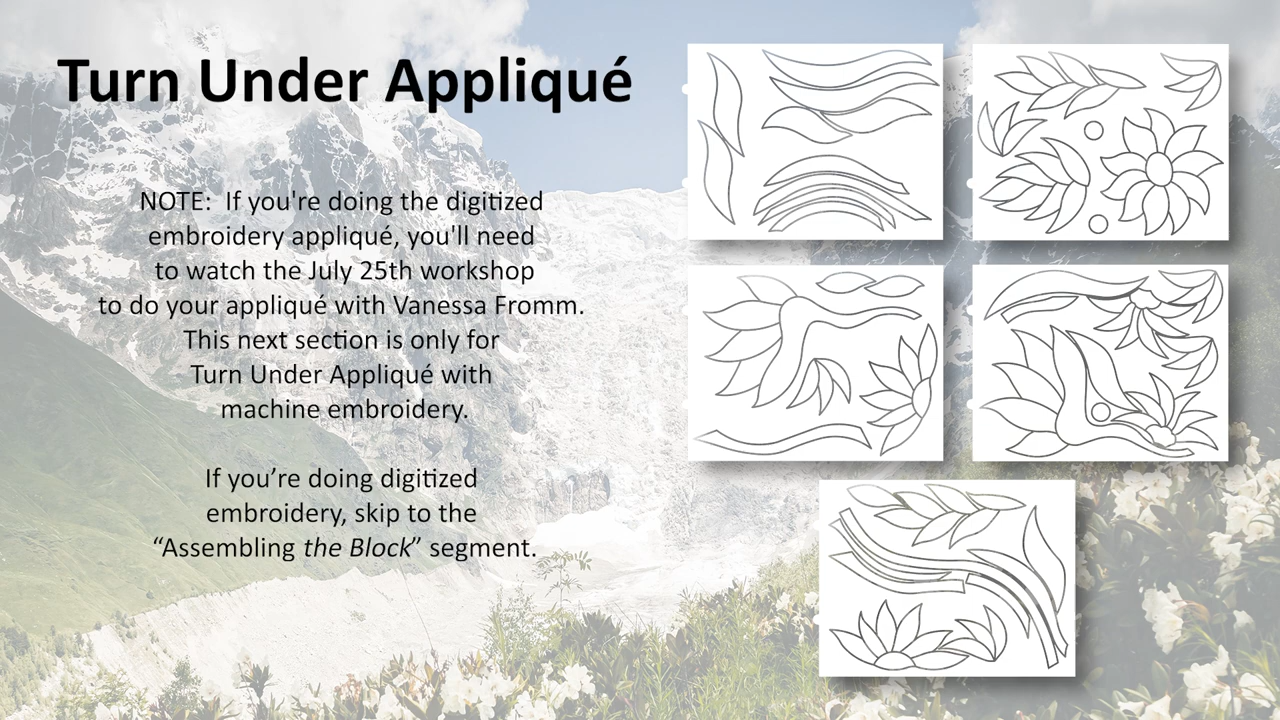 Turn Under Appliqué
NOTE:  If you're doing the digitized
embroidery appliqué, you'll need
to watch the July 25th workshop
to do your appliqué with Vanessa Fromm.
This next section is only for
Turn Under Appliqué with
machine embroidery.
If you’re doing digitized
embroidery, skip to the
“Assembling the Block” segment.